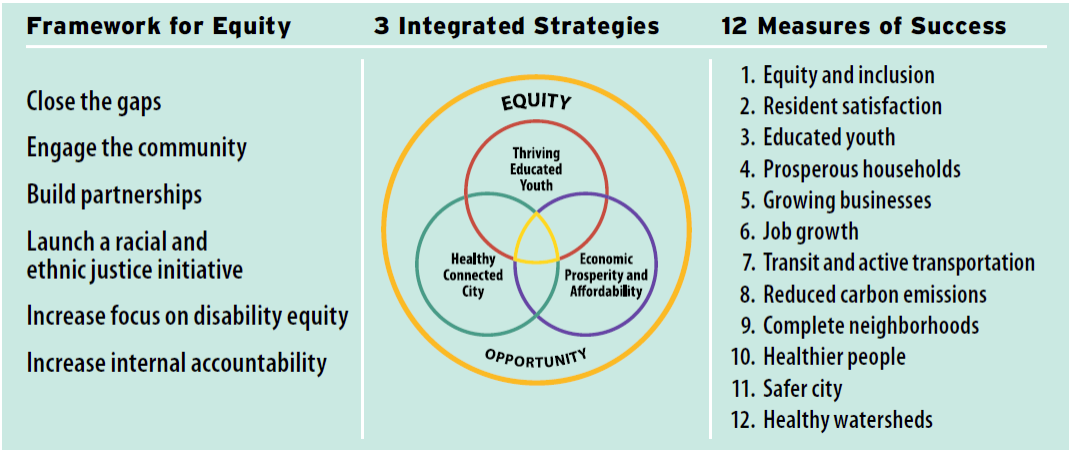 Framework for Equity
Close the gaps
Engage the community
Build partnerships
Launch a racial and
ethnic justice initiative
Increase focus on disability equity
Increase internal accountability
3 Integrated Strategies
EQUITY
Thriving
Educated
Youth
Healthy
Connected
City
Economic
Prosperity and
Affordability
OPPORTUNITY
12 Measures of Success
1. Equity and inclusion
2. Resident satisfaction
3. Educated youth
4. Prosperous households
5. Growing businesses
6. Job growth
7. Transit and active transportation
8. Reduced carbon emissions
9. Complete neighborhoods
10. Healthier people
11. Safer city
12. Healthy watersheds